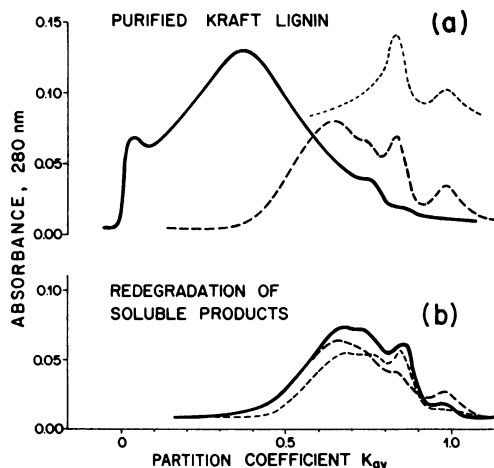 PURIFIED KRAFT LIGNIN
(a)
0.15
0.10
0.05
0.00
ABSORBANCE, 280 nm
REDEGRADATION OF
SOLUBLE PRODUCTS
(b)
0.10
0.05
0.00
0
0.5
1.0
PARTITION COEFFICIENT Kav